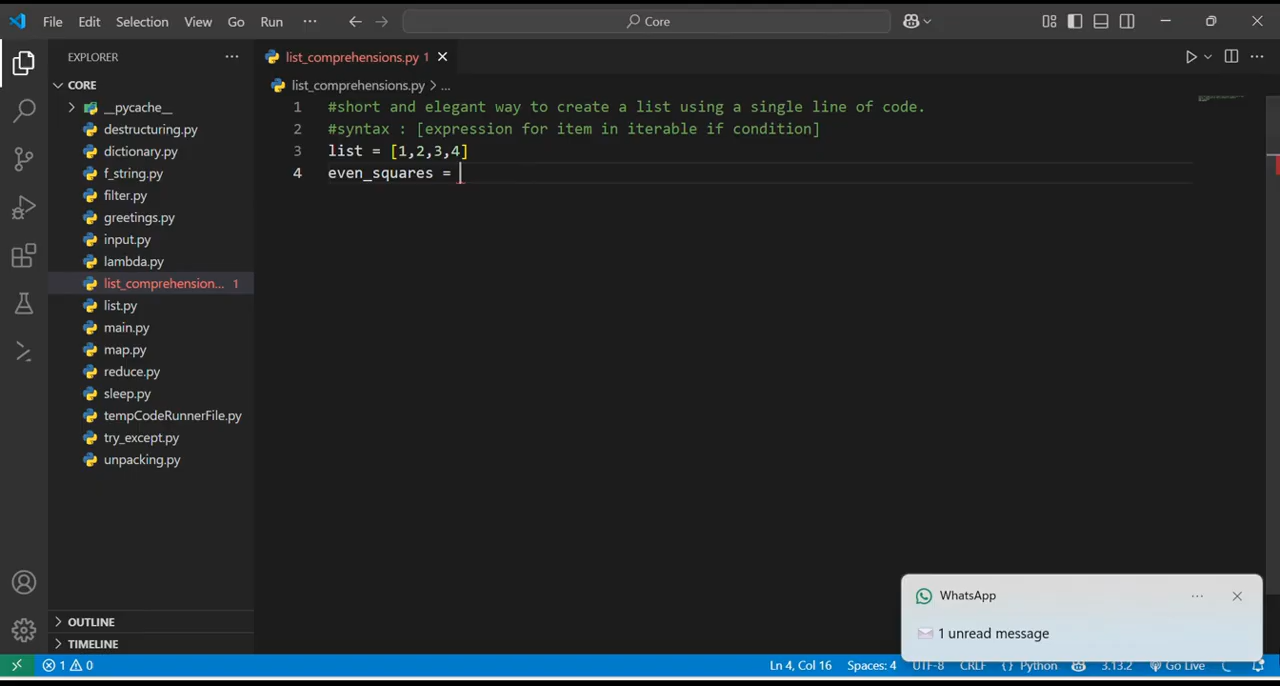 File Edit Selection View Go Run ··· Core
EXPLORER ···
list_comprehensions.py 1
CORE
list_comprehensions.py > ...
__pycache__
destructuring.py
dictionary.py
f_string.py
filter.py
greetings.py
input.py
lambda.py
list_comprehension... 1
list.py
main.py
map.py
reduce.py
sleep.py
tempCodeRunnerFile.py
try_except.py
unpacking.py
OUTLINE
TIMELINE
1 #short and elegant way to create a list using a single line of code.
2 #syntax : [expression for item in iterable if condition]
3 list = [1,2,3,4]
4 even_squares =
WhatsApp ···
1 unread message
1 0 Ln 4, Col 16 Spaces: 4 UTF-8 CRLF {} Python 3.13.2 Go Live